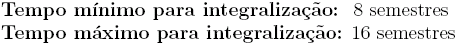 Tempo mínimo para integralização: 8 semestres
Tempo máximo para integralização: 16 semestres